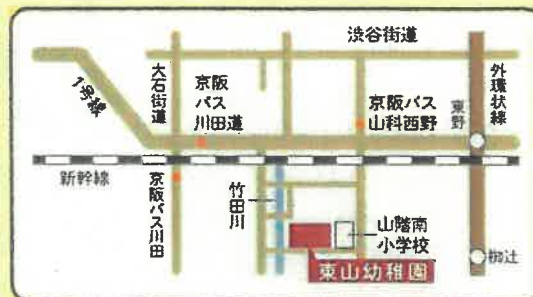 渋谷街道
1号線
大石街道
京阪
バス
川田道
京阪バス
山科西野
東野
外環状線
新幹線
京阪バス川田
竹田川
山階南
小学校
東山幼稚園
椥辻